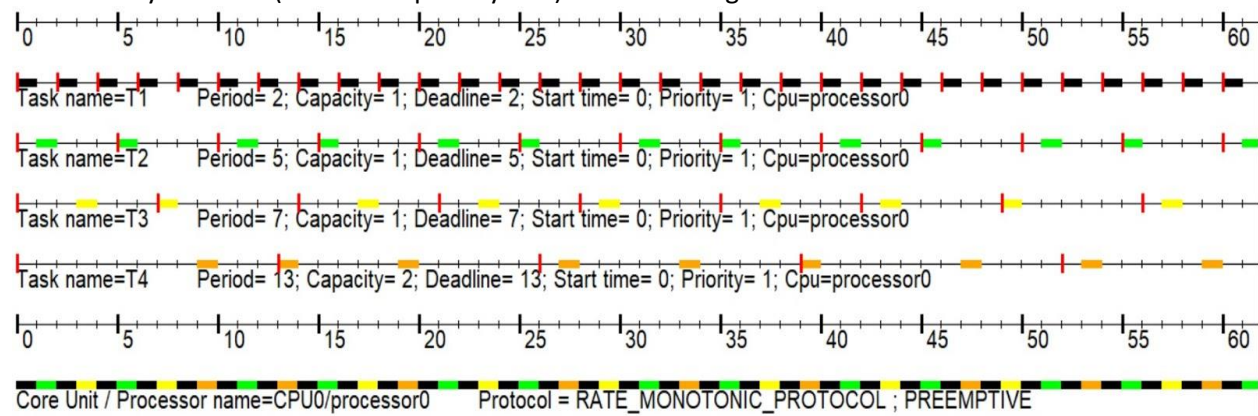 0 5 10 15 20 25 30 35 40 45 50 55 60
Task name=T1 Period= 2; Capacity= 1; Deadline= 2; Start time= 0; Priority= 1; Cpu=processor0
Task name=T2 Period= 5; Capacity= 1; Deadline= 5; Start time= 0; Priority= 1; Cpu=processor0
Task name=T3 Period= 7; Capacity= 1; Deadline= 7; Start time= 0; Priority= 1; Cpu=processor0
Task name=T4 Period= 13; Capacity= 2; Deadline= 13; Start time= 0; Priority= 1; Cpu=processor0
0 5 10 15 20 25 30 35 40 45 50 55 60
Core Unit / Processor name=CPU0/processor0 Protocol = RATE_MONOTONIC_PROTOCOL ; PREEMPTIVE